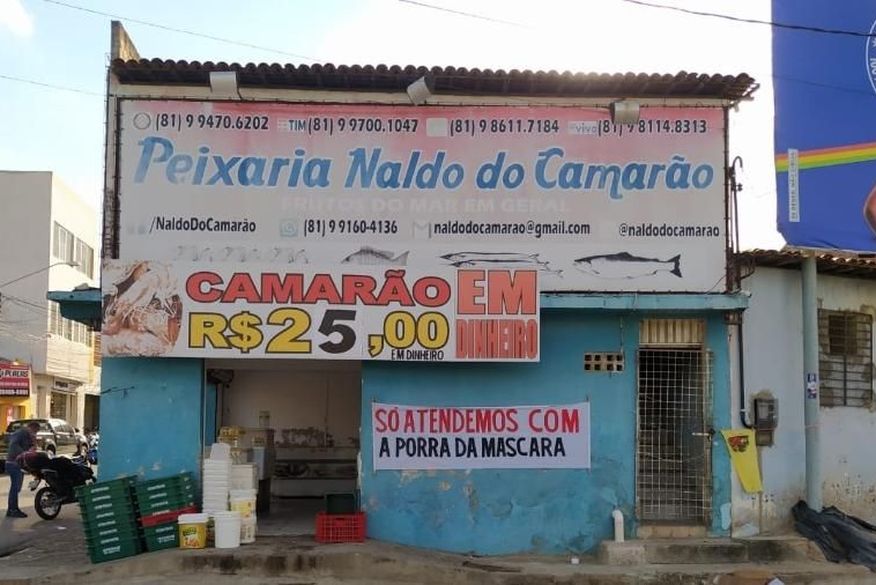 (81) 9 9470.6202 TIM (81) 9 9700.1047 (81) 9 8611.7184 vivo (81) 9 8114.8313
Peixaria Naldo do Camarão
FRUTOS DO MAR EM GERAL
/NaldoDoCamarão (81) 9 9160-4136 naldodocamarao@gmail.com @naldodocamarao
CAMARÃO
R$25,00
EM DINHEIRO
EM
DINHEIRO
SÓ ATENDEMOS COM
A PORRA DA MASCARA
PLACAS